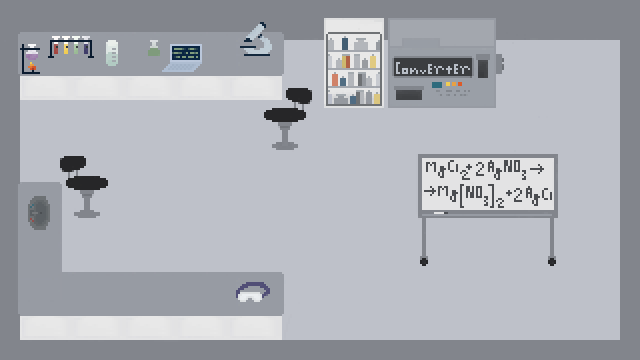 ConvErtEr
MgCl₂+2AgNO₃→
→Mg[NO₃]₂+2AgCl